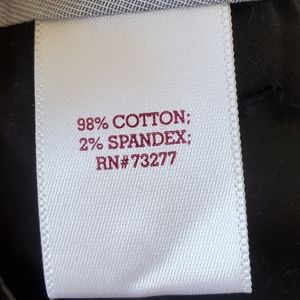 98% COTTON;
2% SPANDEX;
RN#73277